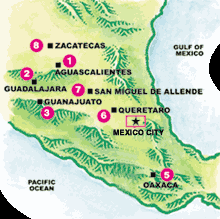 8 ZACATECAS
GULF OF
MEXICO
1
AGUASCALIENTES
2
GUADALAJARA
7 SAN MIGUEL DE ALLENDE
GUANAJUATO
3
6 QUERETARO
MEXICO CITY
5
OAXACA
PACIFIC
OCEAN